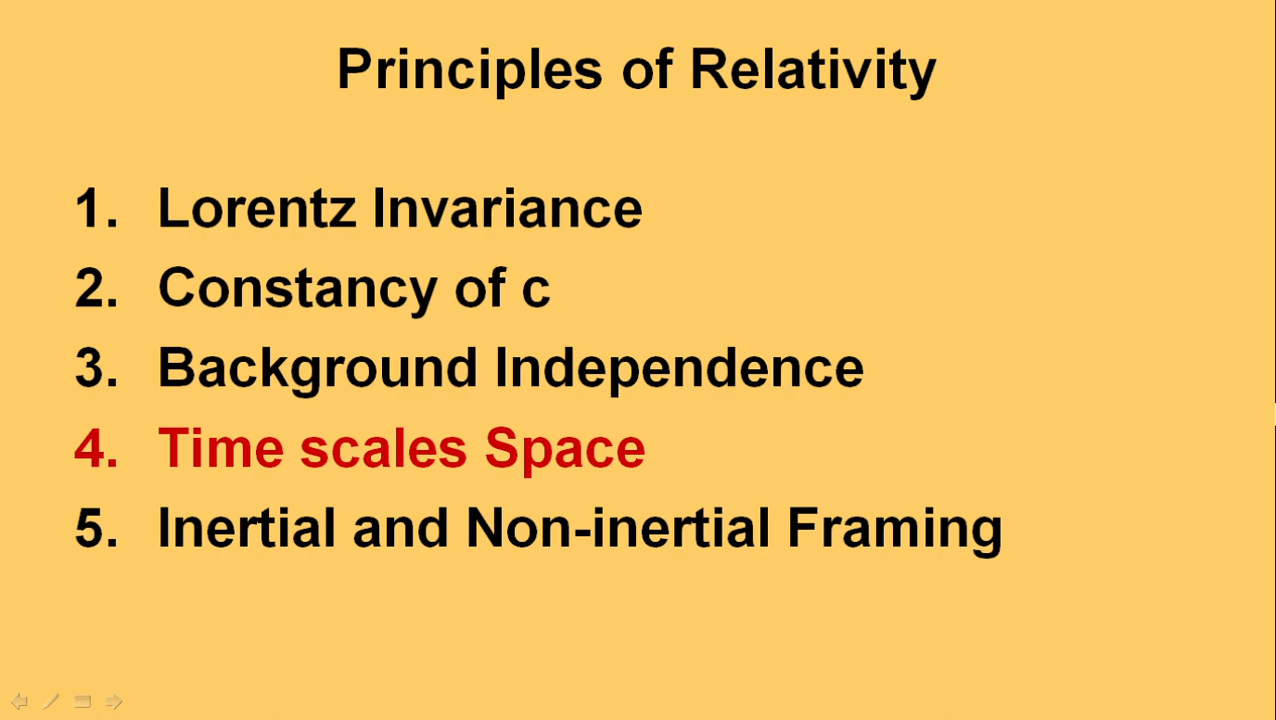 Principles of Relativity
1. Lorentz Invariance
2. Constancy of c
3. Background Independence
4. Time scales Space
5. Inertial and Non-inertial Framing